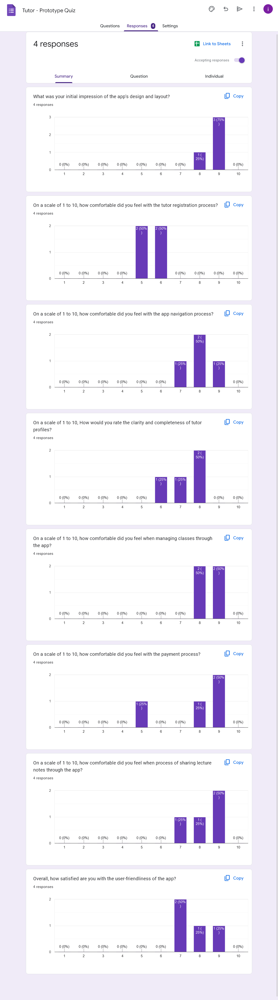 Tutor - Prototype Quiz
i
Questions
Responses 4
Settings
4 responses
Link to Sheets
Accepting responses
Summary
Question
Individual
What was your initial impression of the app's design and layout?
Copy
4 responses
3
2
1
0
0 (0%) 0 (0%) 0 (0%) 0 (0%) 0 (0%) 0 (0%) 0 (0%) 1 ( 3 (75% 0 (0%)
25%) )
1 2 3 4 5 6 7 8 9 10
On a scale of 1 to 10, how comfortable did you feel with the tutor registration process?
Copy
4 responses
2
1
0
0 (0%) 0 (0%) 0 (0%) 0 (0%) 2 (50% 2 (50% 0 (0%) 0 (0%) 0 (0%) 0 (0%)
) )
1 2 3 4 5 6 7 8 9 10
On a scale of 1 to 10, how comfortable did you feel with the app navigation process?
Copy
4 responses
2
1
0
0 (0%) 0 (0%) 0 (0%) 0 (0%) 0 (0%) 0 (0%) 1 (25% 2 ( 1 (25% 0 (0%)
) 50%) )
1 2 3 4 5 6 7 8 9 10
On a scale of 1 to 10, How would you rate the clarity and completeness of tutor
profiles?
Copy
4 responses
2
1
0
0 (0%) 0 (0%) 0 (0%) 0 (0%) 0 (0%) 1 (25% 1 (25% 2 ( 0 (0%) 0 (0%)
) ) 50%)
1 2 3 4 5 6 7 8 9 10
On a scale of 1 to 10, how comfortable did you feel when managing classes through
the app?
Copy
4 responses
2
1
0
0 (0%) 0 (0%) 0 (0%) 0 (0%) 0 (0%) 0 (0%) 0 (0%) 2 ( 2 (50% 0 (0%)
50%) )
1 2 3 4 5 6 7 8 9 10
On a scale of 1 to 10, how comfortable did you feel with the payment process?
Copy
4 responses
2
1
0
0 (0%) 0 (0%) 0 (0%) 0 (0%) 1 (25% 0 (0%) 0 (0%) 1 ( 2 (50% 0 (0%)
) 25%) )
1 2 3 4 5 6 7 8 9 10
On a scale of 1 to 10, how comfortable did you feel when process of sharing lecture
notes through the app?
Copy
4 responses
2
1
0
0 (0%) 0 (0%) 0 (0%) 0 (0%) 0 (0%) 0 (0%) 1 (25% 1 ( 2 (50% 0 (0%)
) 25%) )
1 2 3 4 5 6 7 8 9 10
Overall, how satisfied are you with the user-friendliness of the app?
Copy
4 responses
2
1
0
0 (0%) 0 (0%) 0 (0%) 0 (0%) 0 (0%) 0 (0%) 2 (50% 1 ( 1 (25% 0 (0%)
) 25%) )
1 2 3 4 5 6 7 8 9 10